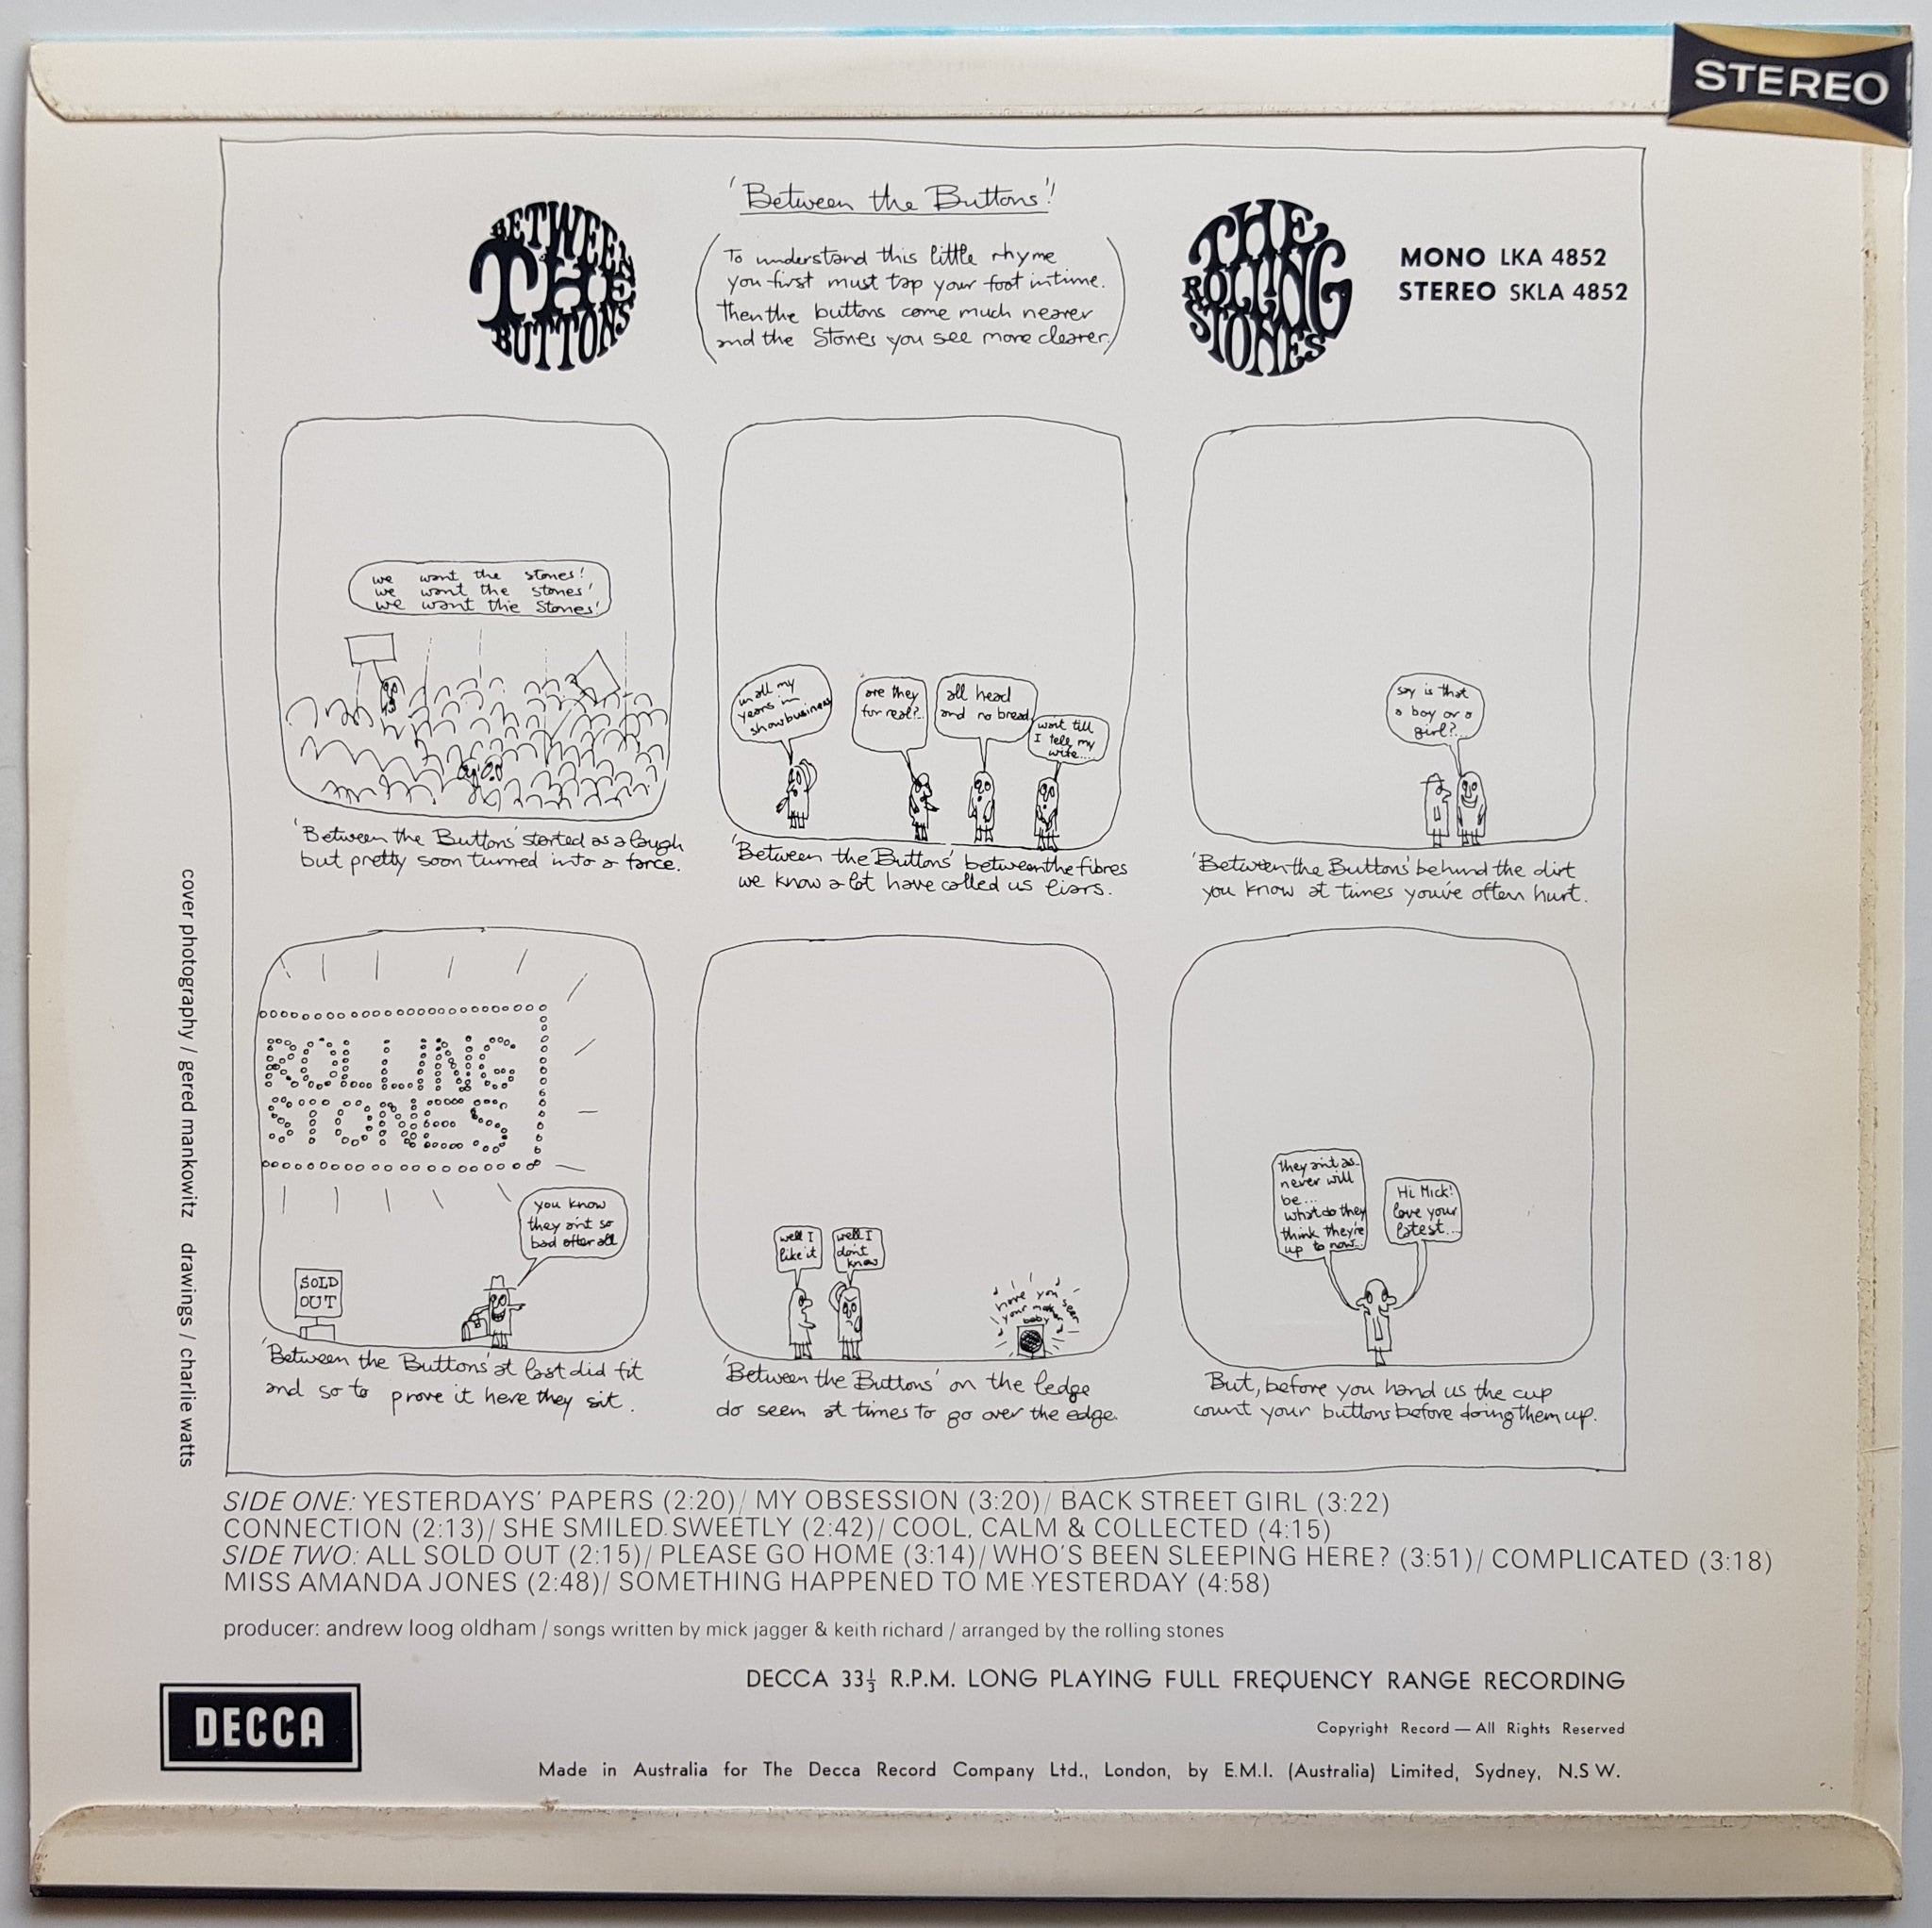 STEREO
'Between the Buttons'!
BETWEEN
THE
BUTTONS
(To understand this little rhyme
you first must tap your foot in time.
Then the buttons come much nearer
and the Stones you see more clearer.)
THE
ROLLING
STONES
MONO LKA 4852
STEREO SKLA 4852
we want the stones!
we want the stones!
we want the Stones!
'Between the Buttons' started as a laugh
but pretty soon turned into a farce.
in all my
years in
showbusiness
are they
for real?..
all head
and no bread
wait till
I tell my
wife....
'Between the Buttons' between the fibres
we know a lot have called us liars.
say is that
a boy or a
girl?...
'Between the Buttons' behind the dirt
you know at times you've often hurt.
ROLLING
STONES
you know
they ain't so
bad after all
SOLD
OUT
'Between the Buttons' at last did fit
and so to prove it here they sit.
well I
like it
well I
don't
know
have you seen
your mother
baby
'Between the Buttons' on the ledge
do seem at times to go over the edge.
they ain't as..
never will
be...
what do they
think they're
up to now...
Hi Mick!
love your
latest...
But, before you hand us the cup
count your buttons before doing them up.
cover photography / gered mankowitz drawings / charlie watts
SIDE ONE: YESTERDAYS' PAPERS (2:20)/ MY OBSESSION (3:20)/ BACK STREET GIRL (3:22)
CONNECTION (2:13)/ SHE SMILED SWEETLY (2:42)/ COOL, CALM & COLLECTED (4:15)
SIDE TWO: ALL SOLD OUT (2:15)/ PLEASE GO HOME (3:14)/ WHO'S BEEN SLEEPING HERE? (3:51)/ COMPLICATED (3:18)
MISS AMANDA JONES (2:48)/ SOMETHING HAPPENED TO ME YESTERDAY (4:58)
producer: andrew loog oldham / songs written by mick jagger & keith richard / arranged by the rolling stones
DECCA 33⅓ R.P.M. LONG PLAYING FULL FREQUENCY RANGE RECORDING
DECCA
Copyright Record — All Rights Reserved
Made in Australia for The Decca Record Company Ltd., London, by E.M.I. (Australia) Limited, Sydney, N.S W.